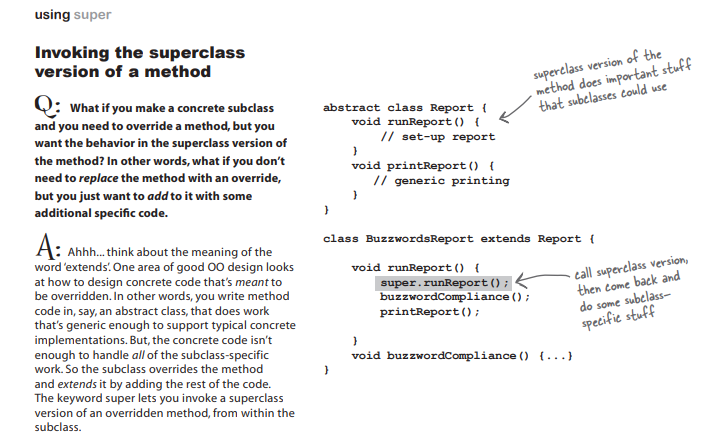 using super
Invoking the superclass
version of a method
Q: What if you make a concrete subclass
and you need to override a method, but you
want the behavior in the superclass version of
the method? In other words, what if you don’t
need to replace the method with an override,
but you just want to add to it with some
additional specific code.
A: Ahhh... think about the meaning of the
word ‘extends’. One area of good OO design looks
at how to design concrete code that’s meant to
be overridden. In other words, you write method
code in, say, an abstract class, that does work
that’s generic enough to support typical concrete
implementations. But, the concrete code isn’t
enough to handle all of the subclass-specific
work. So the subclass overrides the method
and extends it by adding the rest of the code.
The keyword super lets you invoke a superclass
version of an overridden method, from within the
subclass.
abstract class Report {
void runReport() {
// set-up report
}
void printReport() {
// generic printing
}
}
superclass version of the
method does important stuff
that subclasses could use
class BuzzwordsReport extends Report {
void runReport() {
super.runReport();
buzzwordCompliance();
printReport();
}
void buzzwordCompliance() {...}
}
call superclass version,
then come back and
do some subclass-
specific stuff